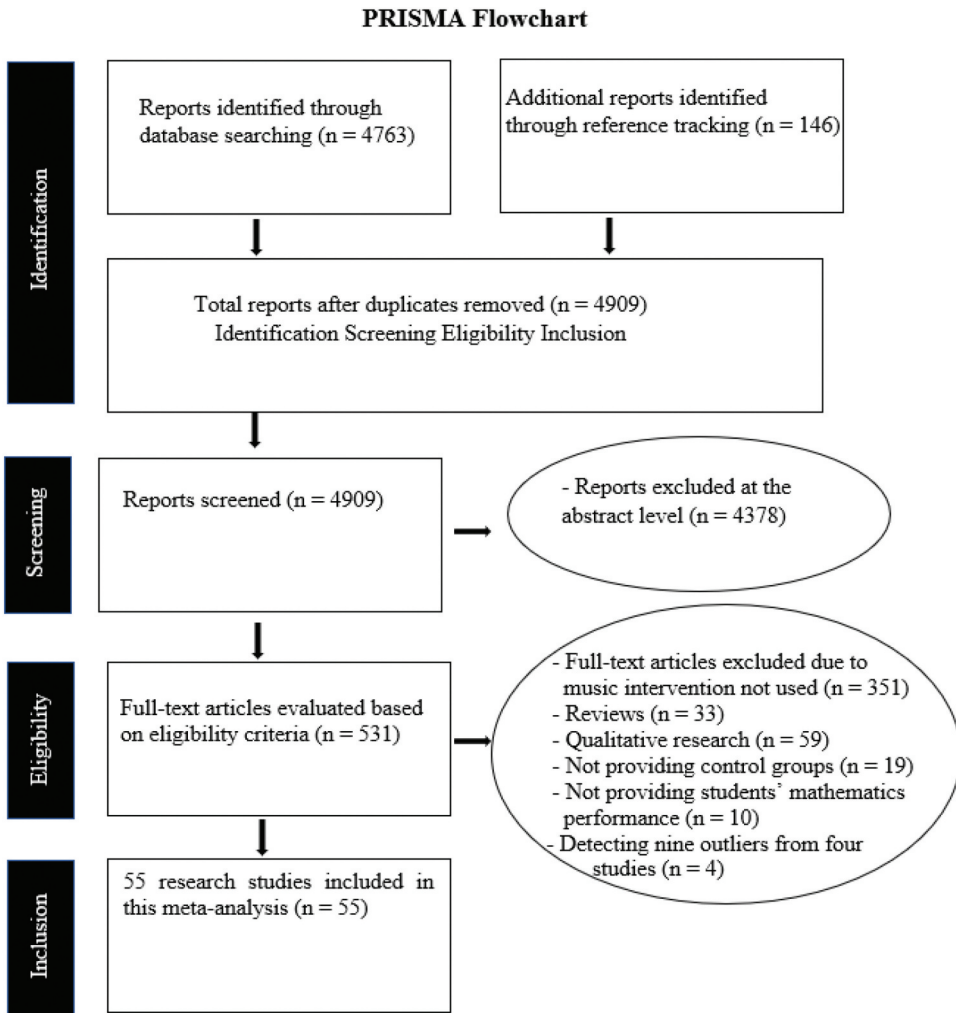 PRISMA Flowchart
Identification
Reports identified through
database searching (n = 4763)
Additional reports identified
through reference tracking (n = 146)
Total reports after duplicates removed (n = 4909)
Identification Screening Eligibility Inclusion
Screening
Reports screened (n = 4909)
- Reports excluded at the
abstract level (n = 4378)
Eligibility
Full-text articles evaluated based
on eligibility criteria (n = 531)
- Full-text articles excluded due to
music intervention not used (n = 351)
- Reviews (n = 33)
- Qualitative research (n = 59)
- Not providing control groups (n = 19)
- Not providing students’ mathematics
performance (n = 10)
- Detecting nine outliers from four
studies (n = 4)
Inclusion
55 research studies included in
this meta-analysis (n = 55)